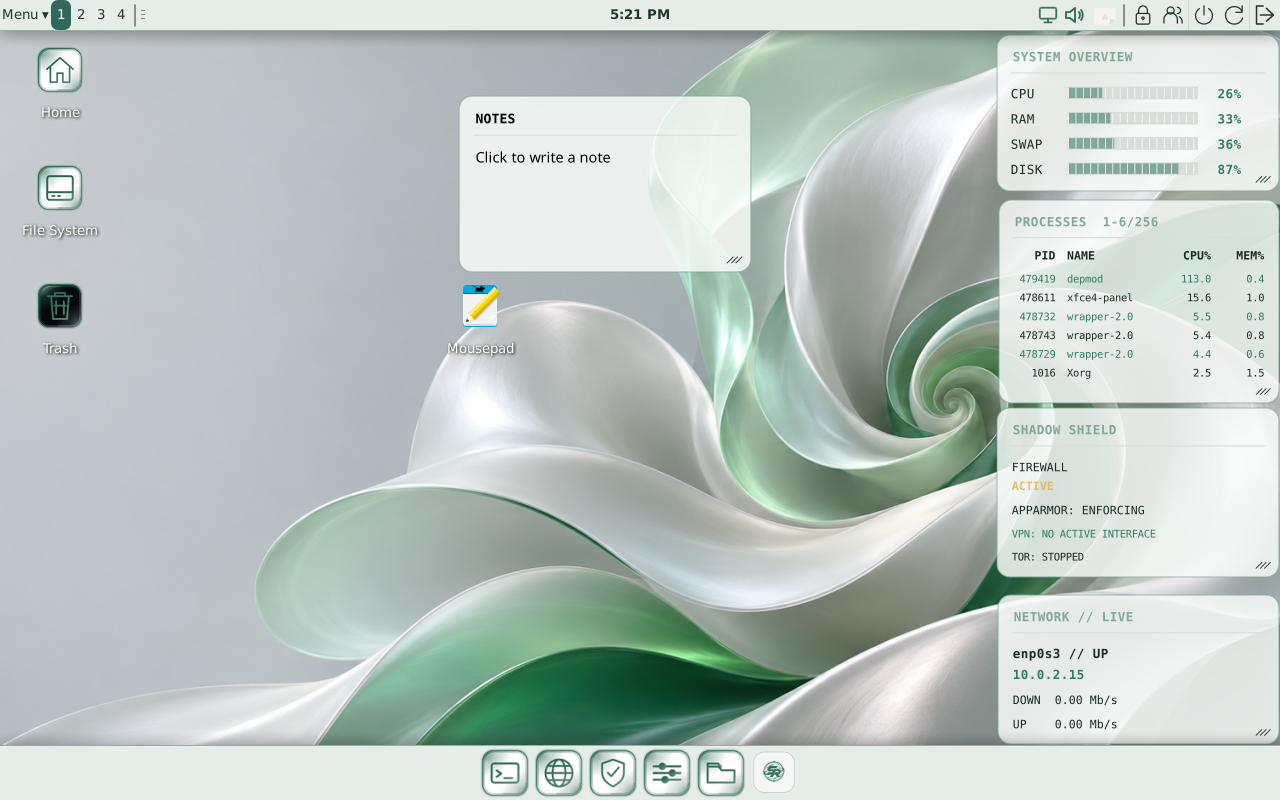 Menu ▾ 1 2 3 4
5:21 PM
Home
File System
Trash
NOTES
Click to write a note
Mousepad
SYSTEM OVERVIEW
CPU 26%
RAM 33%
SWAP 36%
DISK 87%
PROCESSES 1-6/256
PID NAME CPU% MEM%
479419 depmod 113.0 0.4
478611 xfce4-panel 15.6 1.0
478732 wrapper-2.0 5.5 0.8
478743 wrapper-2.0 5.4 0.8
478729 wrapper-2.0 4.4 0.6
1016 Xorg 2.5 1.5
SHADOW SHIELD
FIREWALL
ACTIVE
APPARMOR: ENFORCING
VPN: NO ACTIVE INTERFACE
TOR: STOPPED
NETWORK // LIVE
enp0s3 // UP
10.0.2.15
DOWN 0.00 Mb/s
UP 0.00 Mb/s